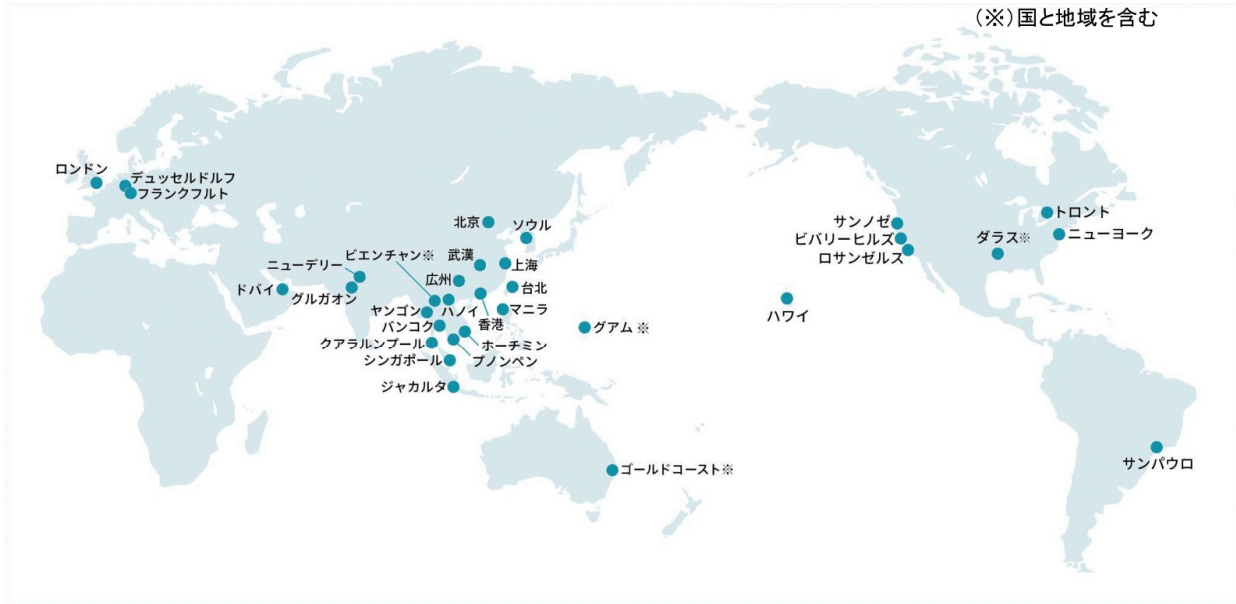 （※）国と地域を含む
ロンドン
デュッセルドルフ
フランクフルト
北京
ソウル
サンノゼ
トロント
ビバリーヒルズ
ダラス※
ニューヨーク
ロサンゼルス
ビエンチャン※
武漢
上海
ニューデリー
広州
ドバイ
グルガオン
台北
ヤンゴン
ハノイ
香港
マニラ
ハワイ
バンコク
グアム ※
クアラルンプール
ホーチミン
シンガポール
プノンペン
ジャカルタ
ゴールドコースト※
サンパウロ